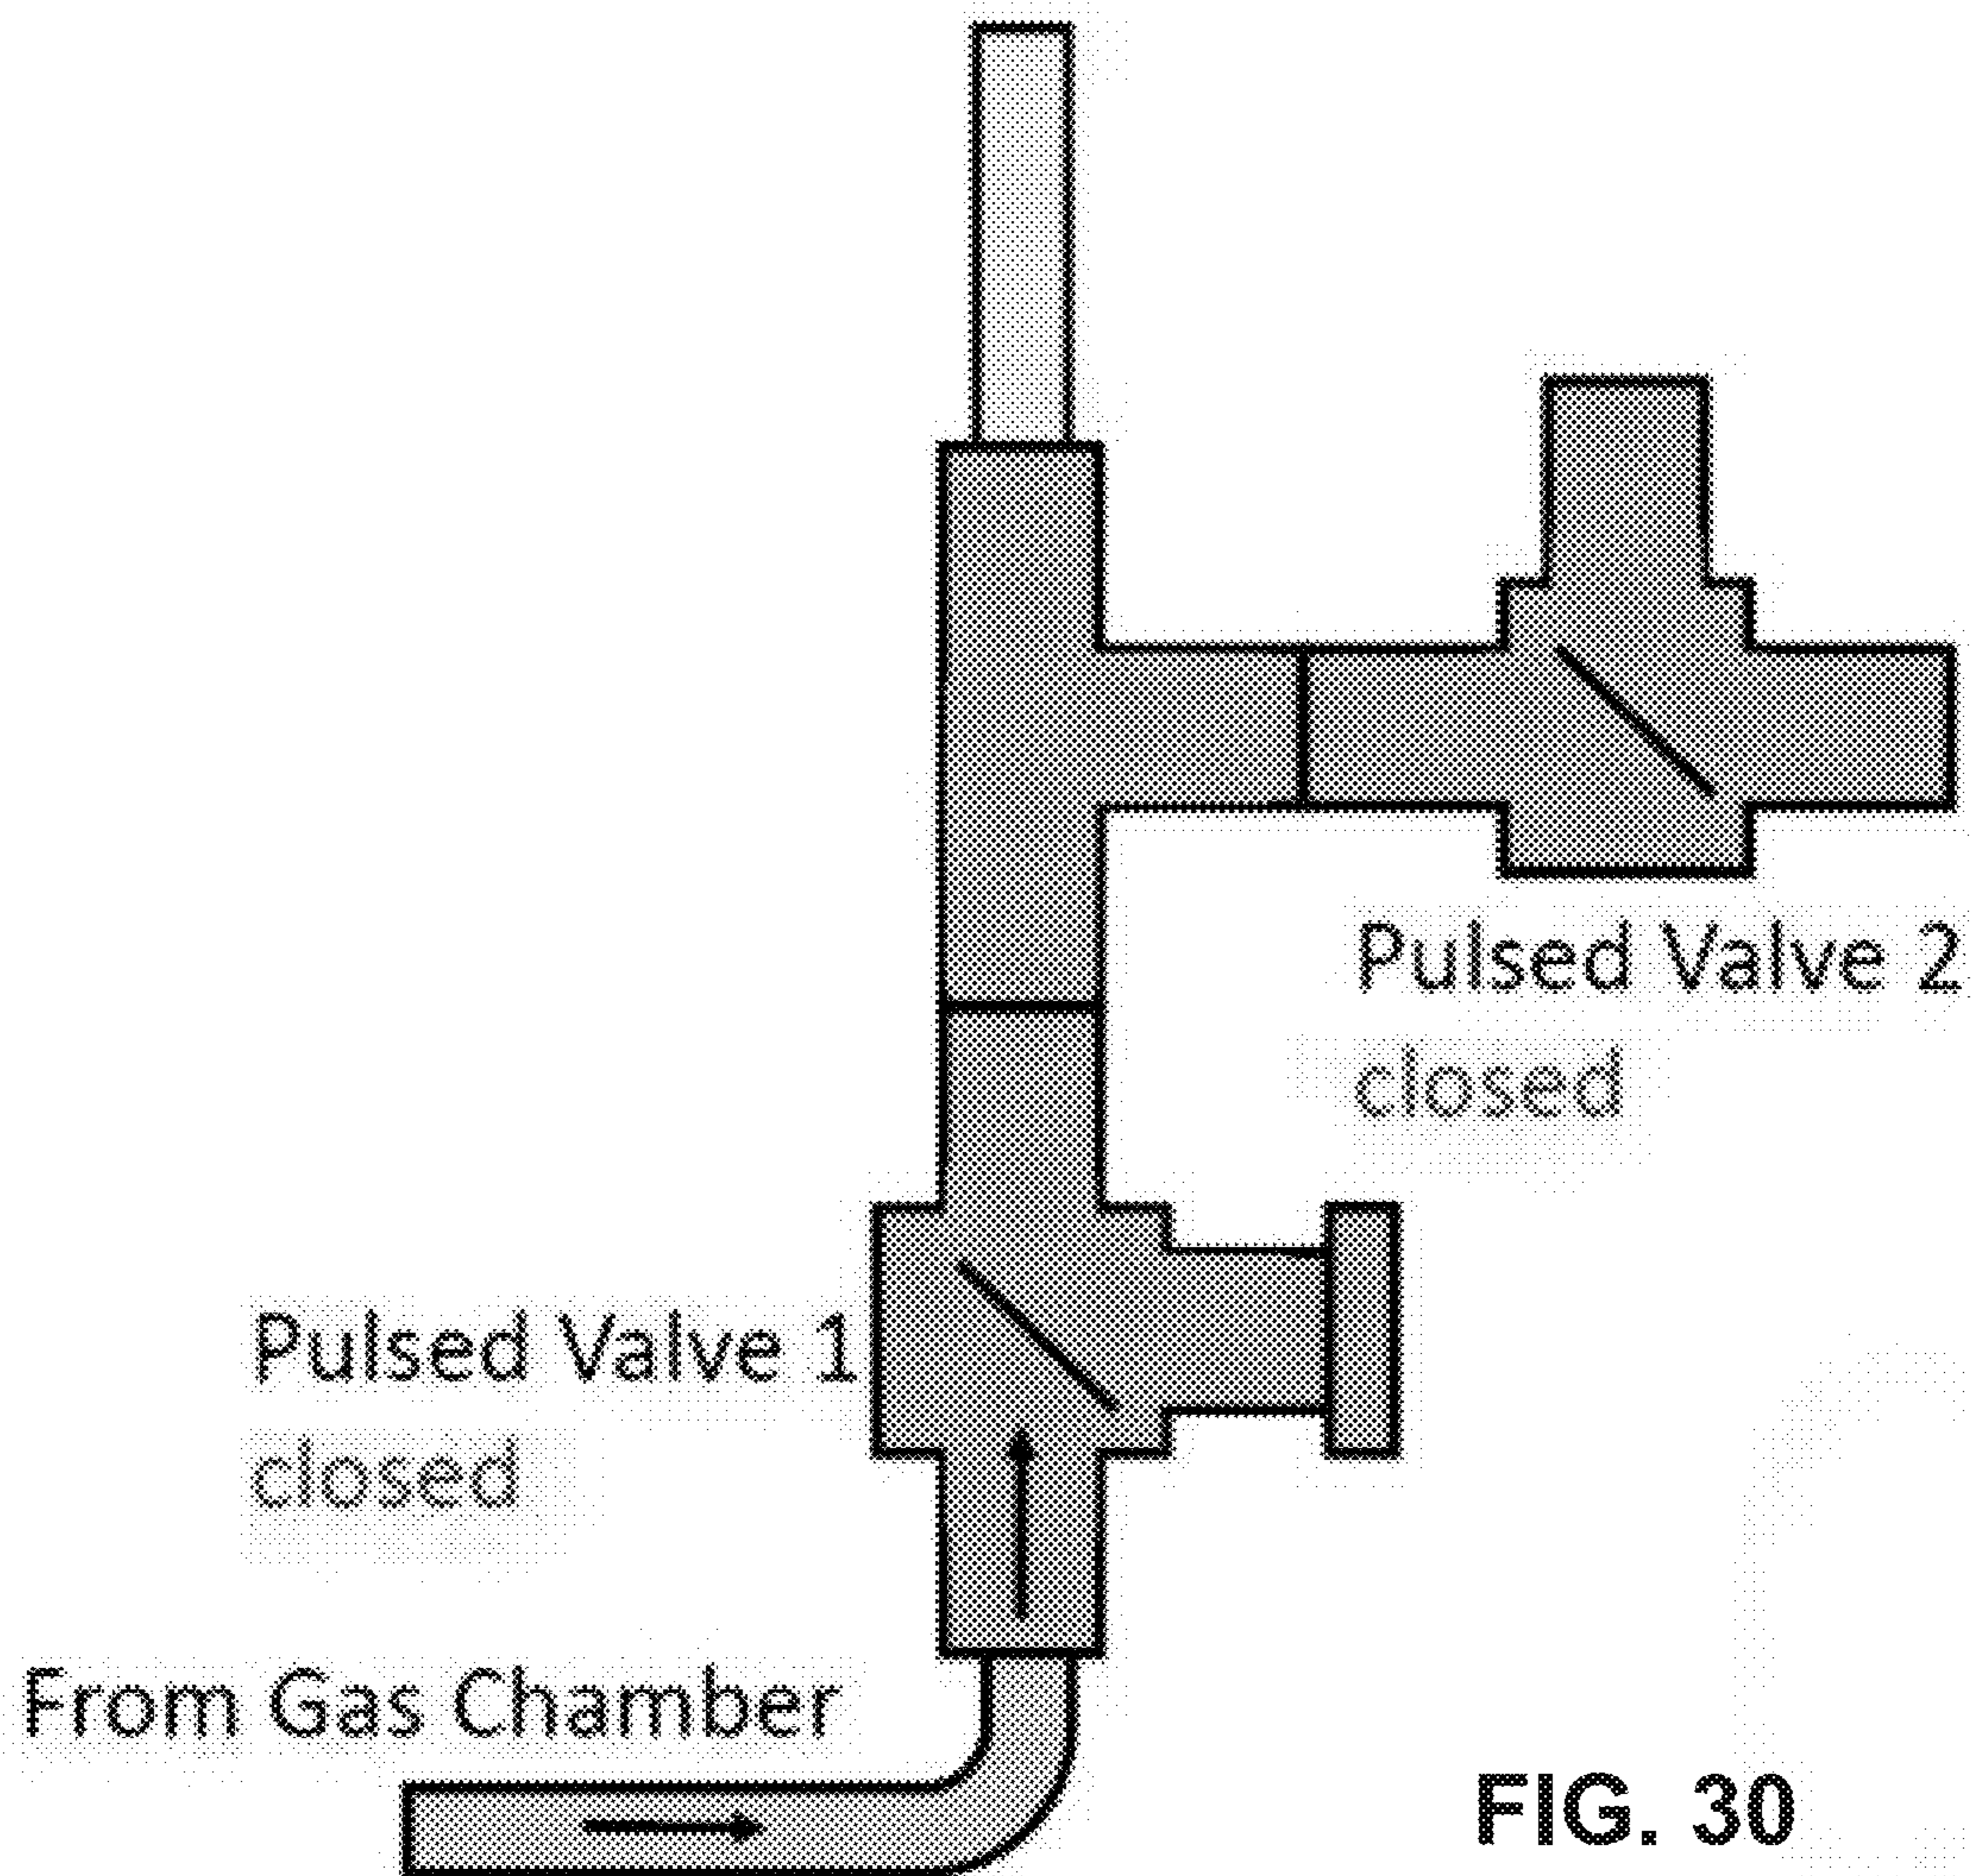 Pulsed Valve 2
closed
Pulsed Valve 1
closed
From Gas Chamber
FIG. 30